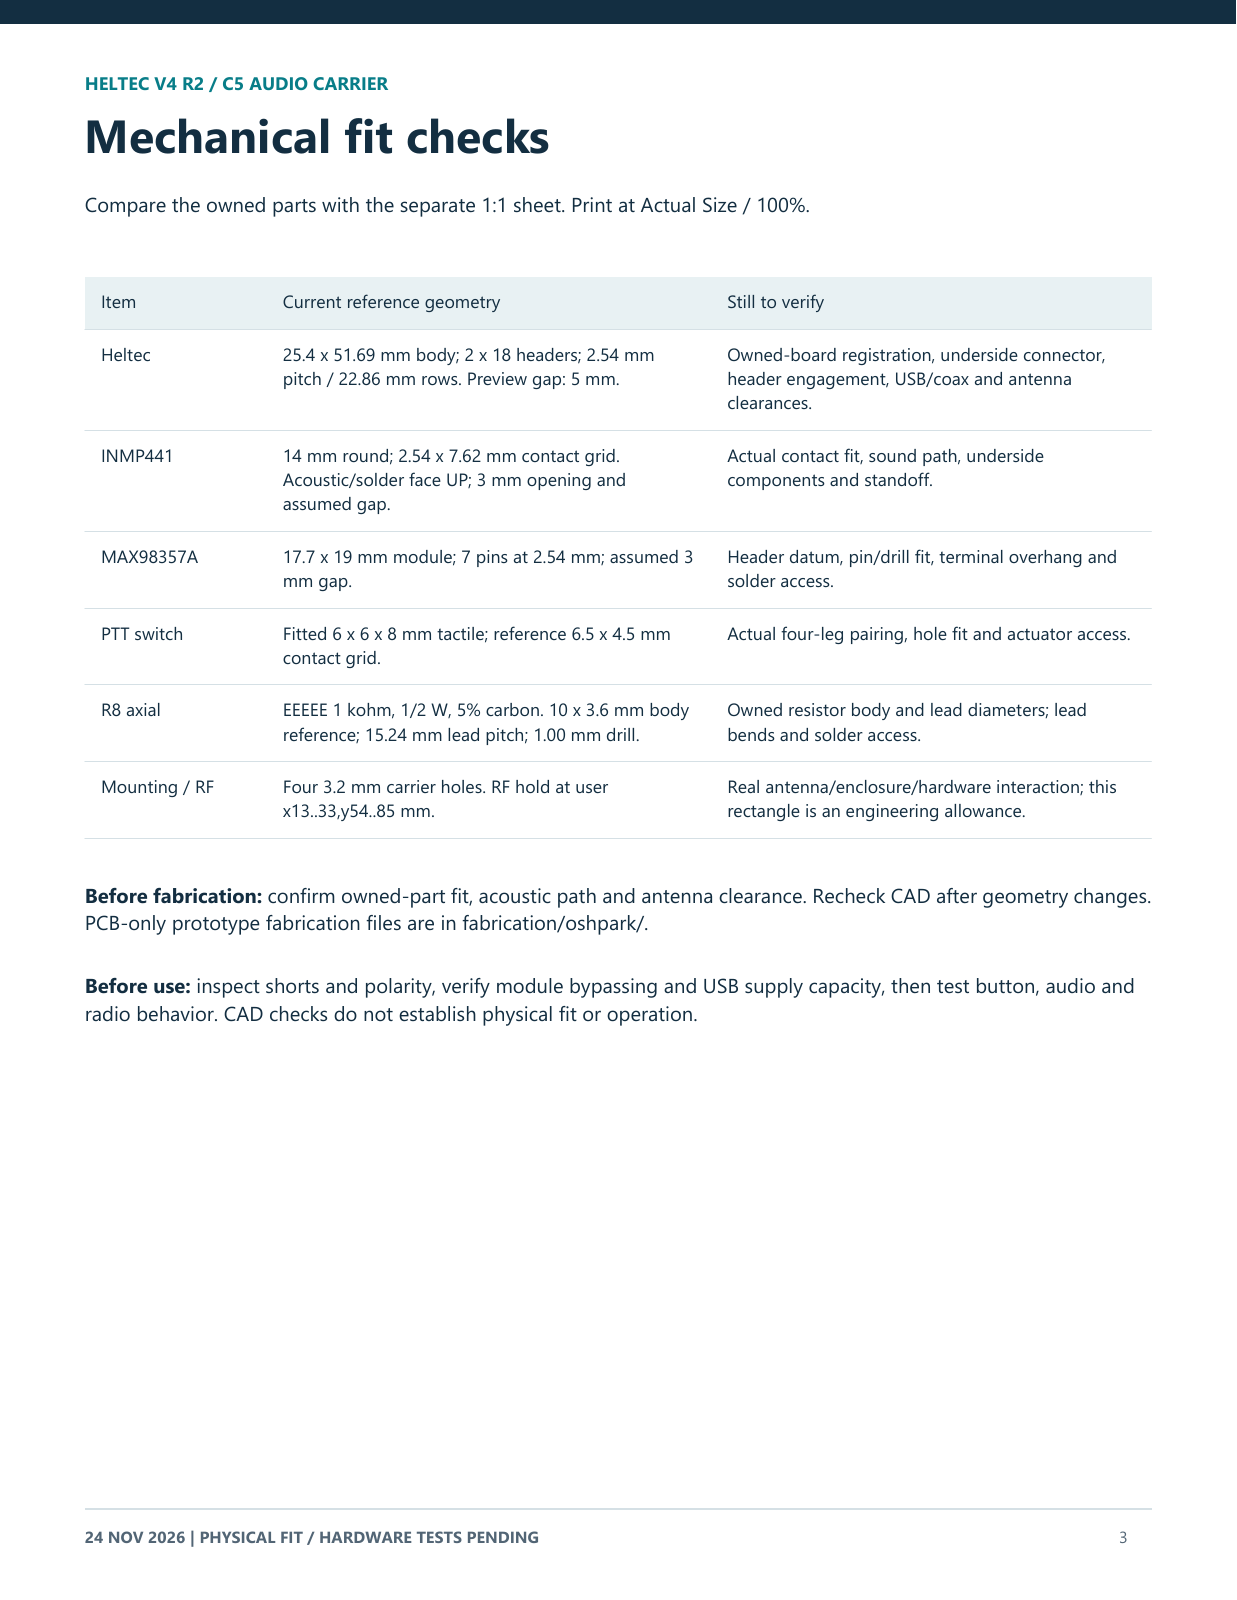 HELTEC V4 R2 / C5 AUDIO CARRIER
Mechanical fit checks
Compare the owned parts with the separate 1:1 sheet. Print at Actual Size / 100%.
Item
Current reference geometry
Still to verify
Heltec
25.4 x 51.69 mm body; 2 x 18 headers; 2.54 mm
pitch / 22.86 mm rows. Preview gap: 5 mm.
Owned-board registration, underside connector,
header engagement, USB/coax and antenna
clearances.
INMP441
14 mm round; 2.54 x 7.62 mm contact grid.
Acoustic/solder face UP; 3 mm opening and
assumed gap.
Actual contact fit, sound path, underside
components and standoff.
MAX98357A
17.7 x 19 mm module; 7 pins at 2.54 mm; assumed 3
mm gap.
Header datum, pin/drill fit, terminal overhang and
solder access.
PTT switch
Fitted 6 x 6 x 8 mm tactile; reference 6.5 x 4.5 mm
contact grid.
Actual four-leg pairing, hole fit and actuator access.
R8 axial
EEEEE 1 kohm, 1/2 W, 5% carbon. 10 x 3.6 mm body
reference; 15.24 mm lead pitch; 1.00 mm drill.
Owned resistor body and lead diameters; lead
bends and solder access.
Mounting / RF
Four 3.2 mm carrier holes. RF hold at user
x13..33,y54..85 mm.
Real antenna/enclosure/hardware interaction; this
rectangle is an engineering allowance.
Before fabrication: confirm owned-part fit, acoustic path and antenna clearance. Recheck CAD after geometry changes.
PCB-only prototype fabrication files are in fabrication/oshpark/.
Before use: inspect shorts and polarity, verify module bypassing and USB supply capacity, then test button, audio and
radio behavior. CAD checks do not establish physical fit or operation.
24 NOV 2026 | PHYSICAL FIT / HARDWARE TESTS PENDING
3